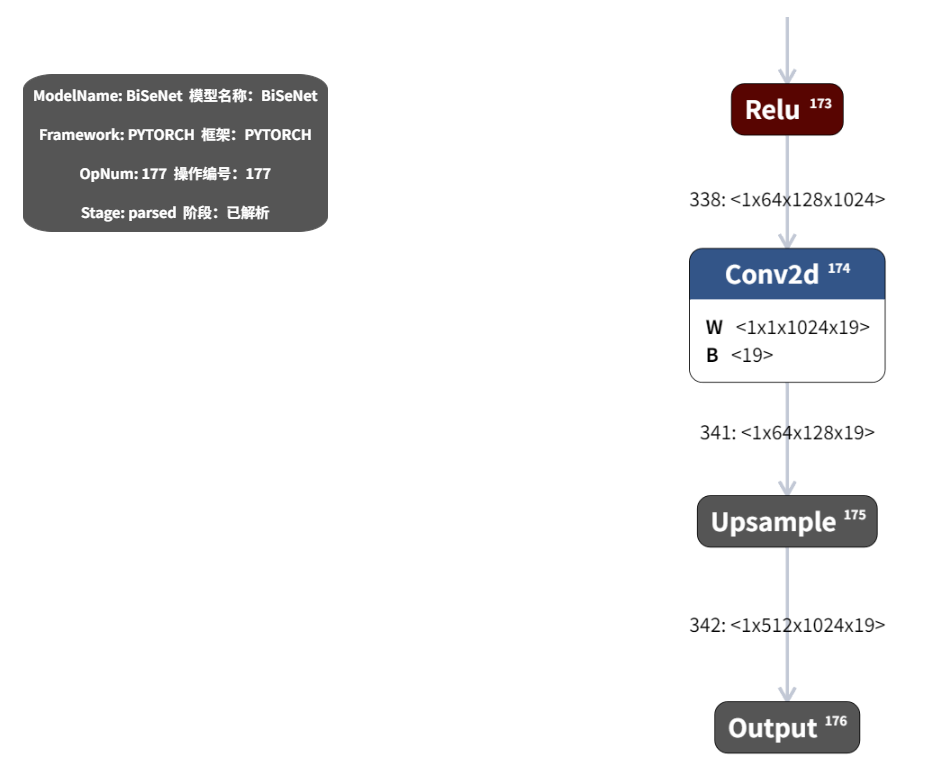 ModelName: BiSeNet 模型名称：BiSeNet
Framework: PYTORCH 框架：PYTORCH
OpNum: 177 操作编号：177
Stage: parsed 阶段：已解析
Relu 173
338: <1x64x128x1024>
Conv2d 174
W <1x1x1024x19>
B <19>
341: <1x64x128x19>
Upsample 175
342: <1x512x1024x19>
Output 176